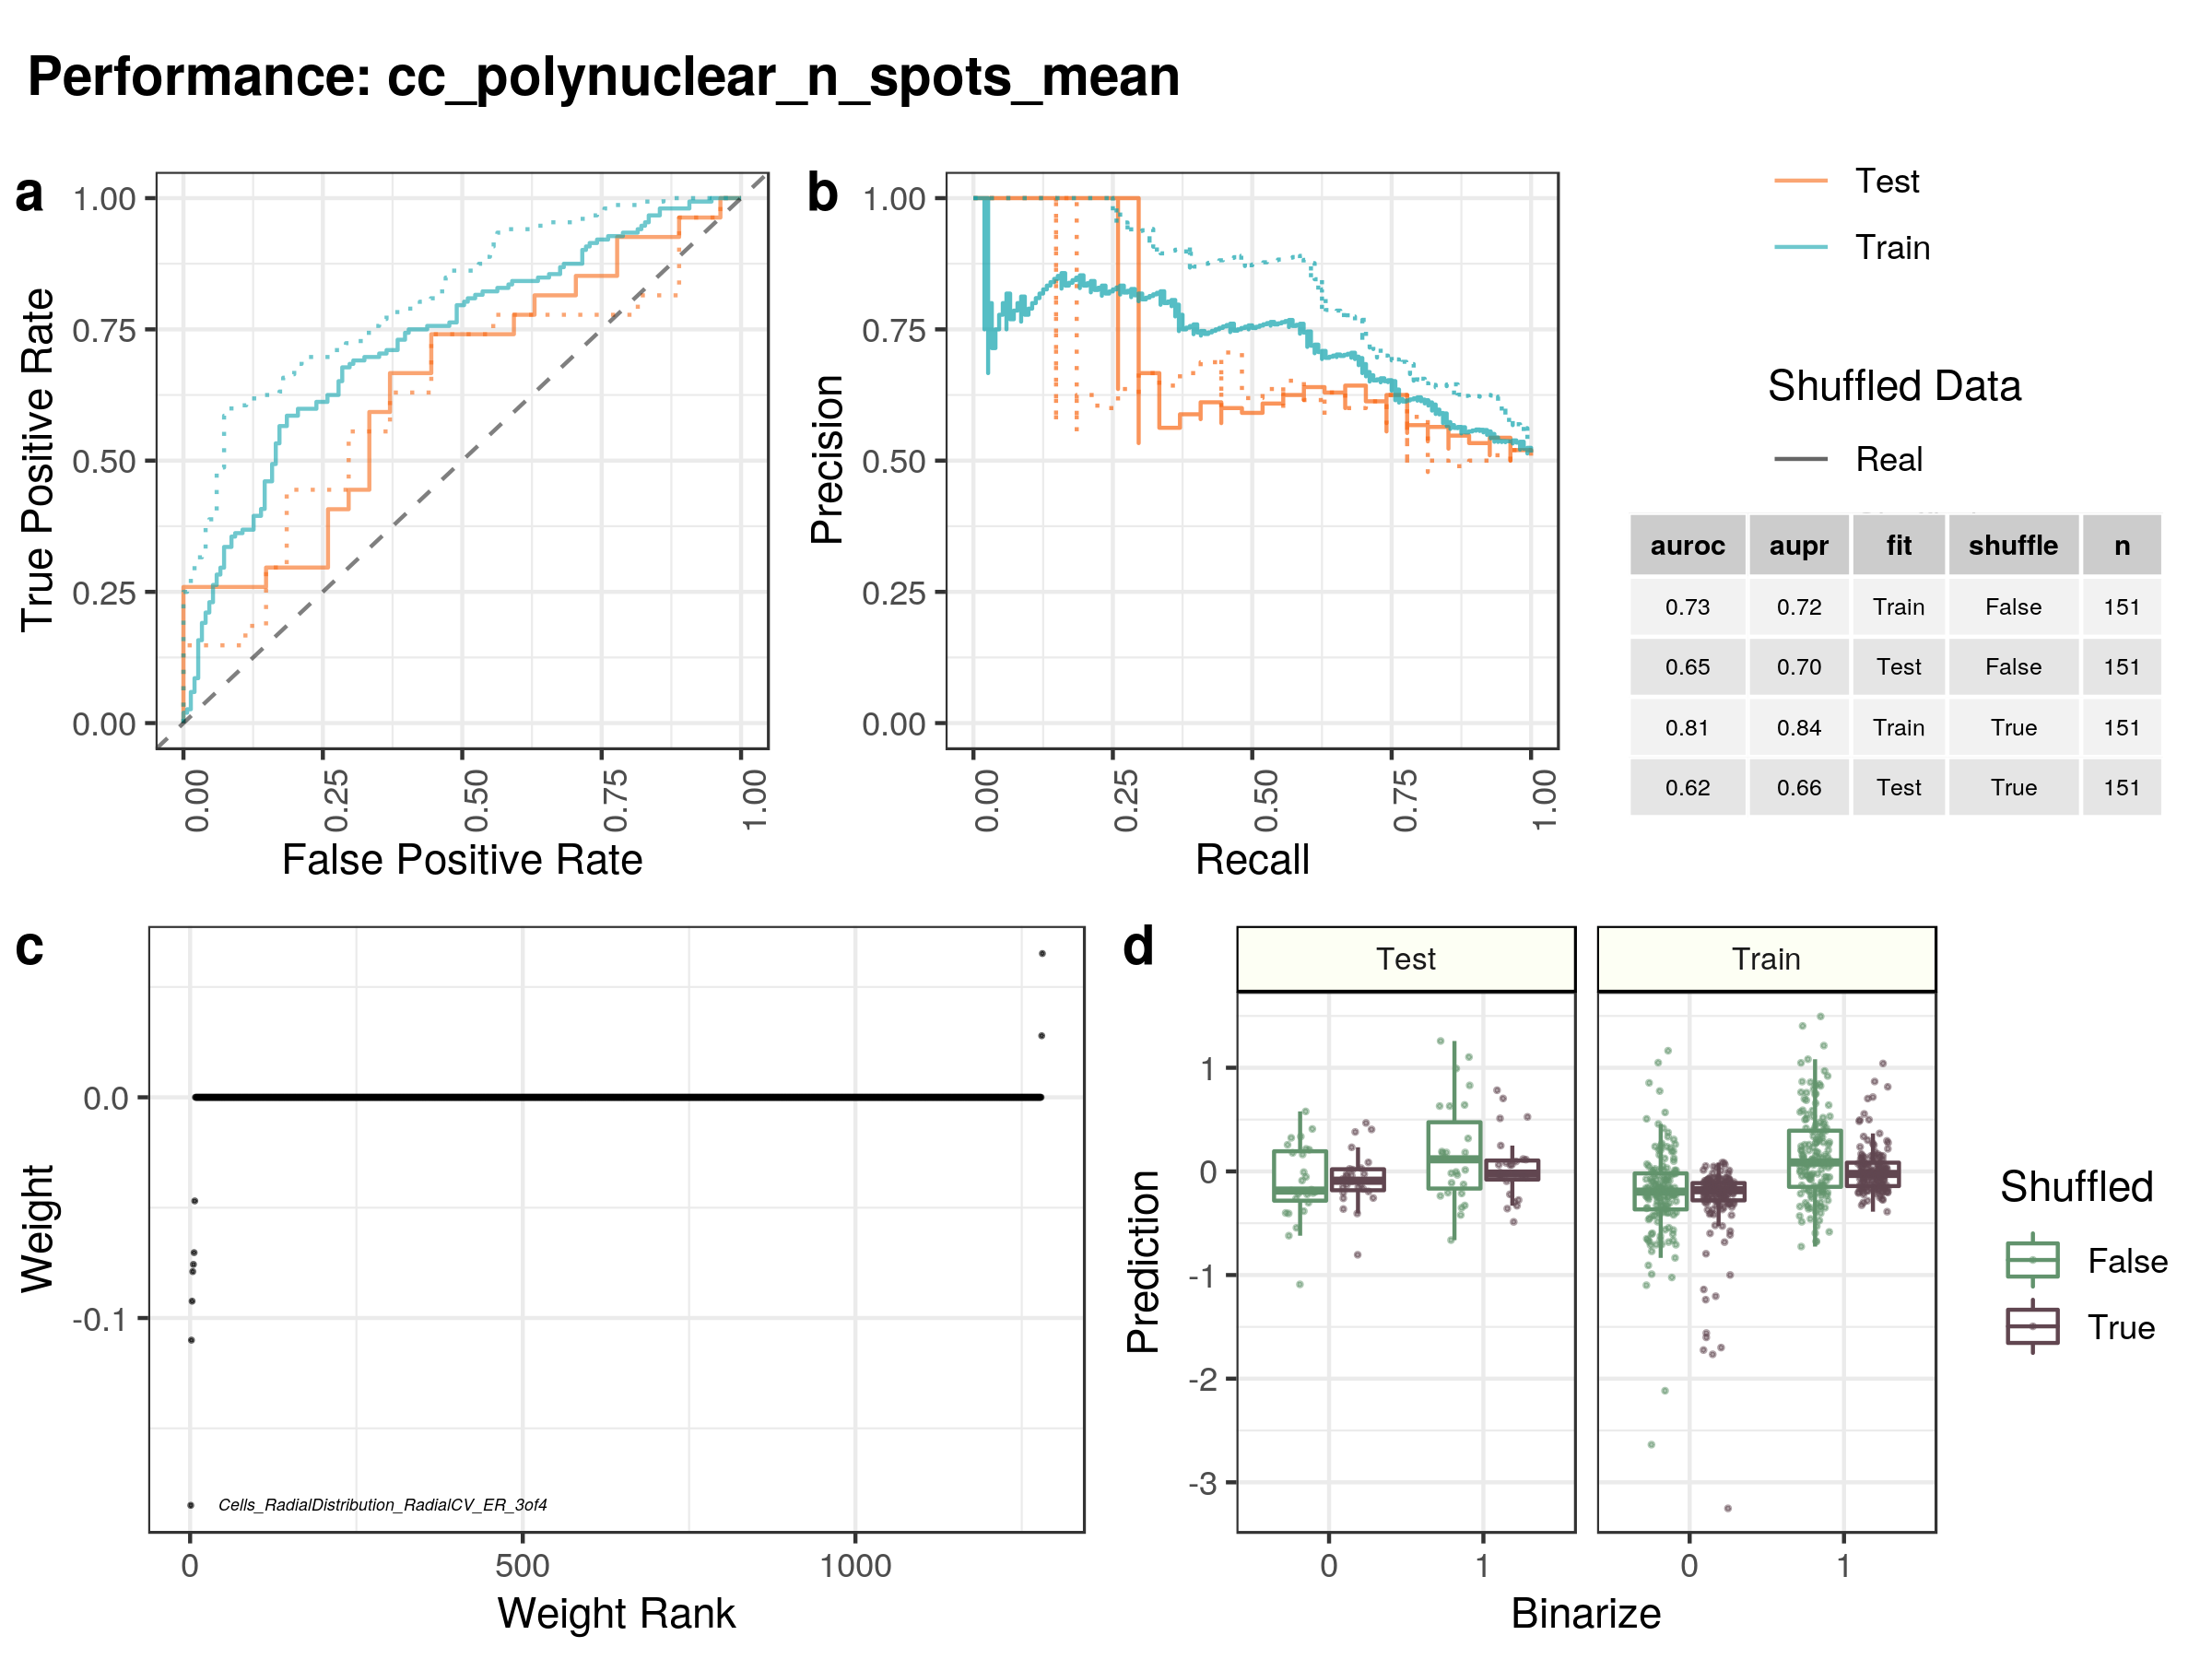 Performance: cc_polynuclear_n_spots_mean
a
1.00
0.75
0.50
0.25
0.00
True Positive Rate
0.00
0.25
0.50
0.75
1.00
False Positive Rate
b
1.00
0.75
0.50
0.25
0.00
Precision
0.00
0.25
0.50
0.75
1.00
Recall
Test
Train
Shuffled Data
Real
auroc aupr fit shuffle n
0.73 0.72 Train False 151
0.65 0.70 Test False 151
0.81 0.84 Train True 151
0.62 0.66 Test True 151
c
0.0
-0.1
Weight
Cells_RadialDistribution_RadialCV_ER_3of4
0
500
1000
Weight Rank
d
Test
Train
1
0
-1
-2
-3
Prediction
0
1
0
1
Binarize
Shuffled
False
True